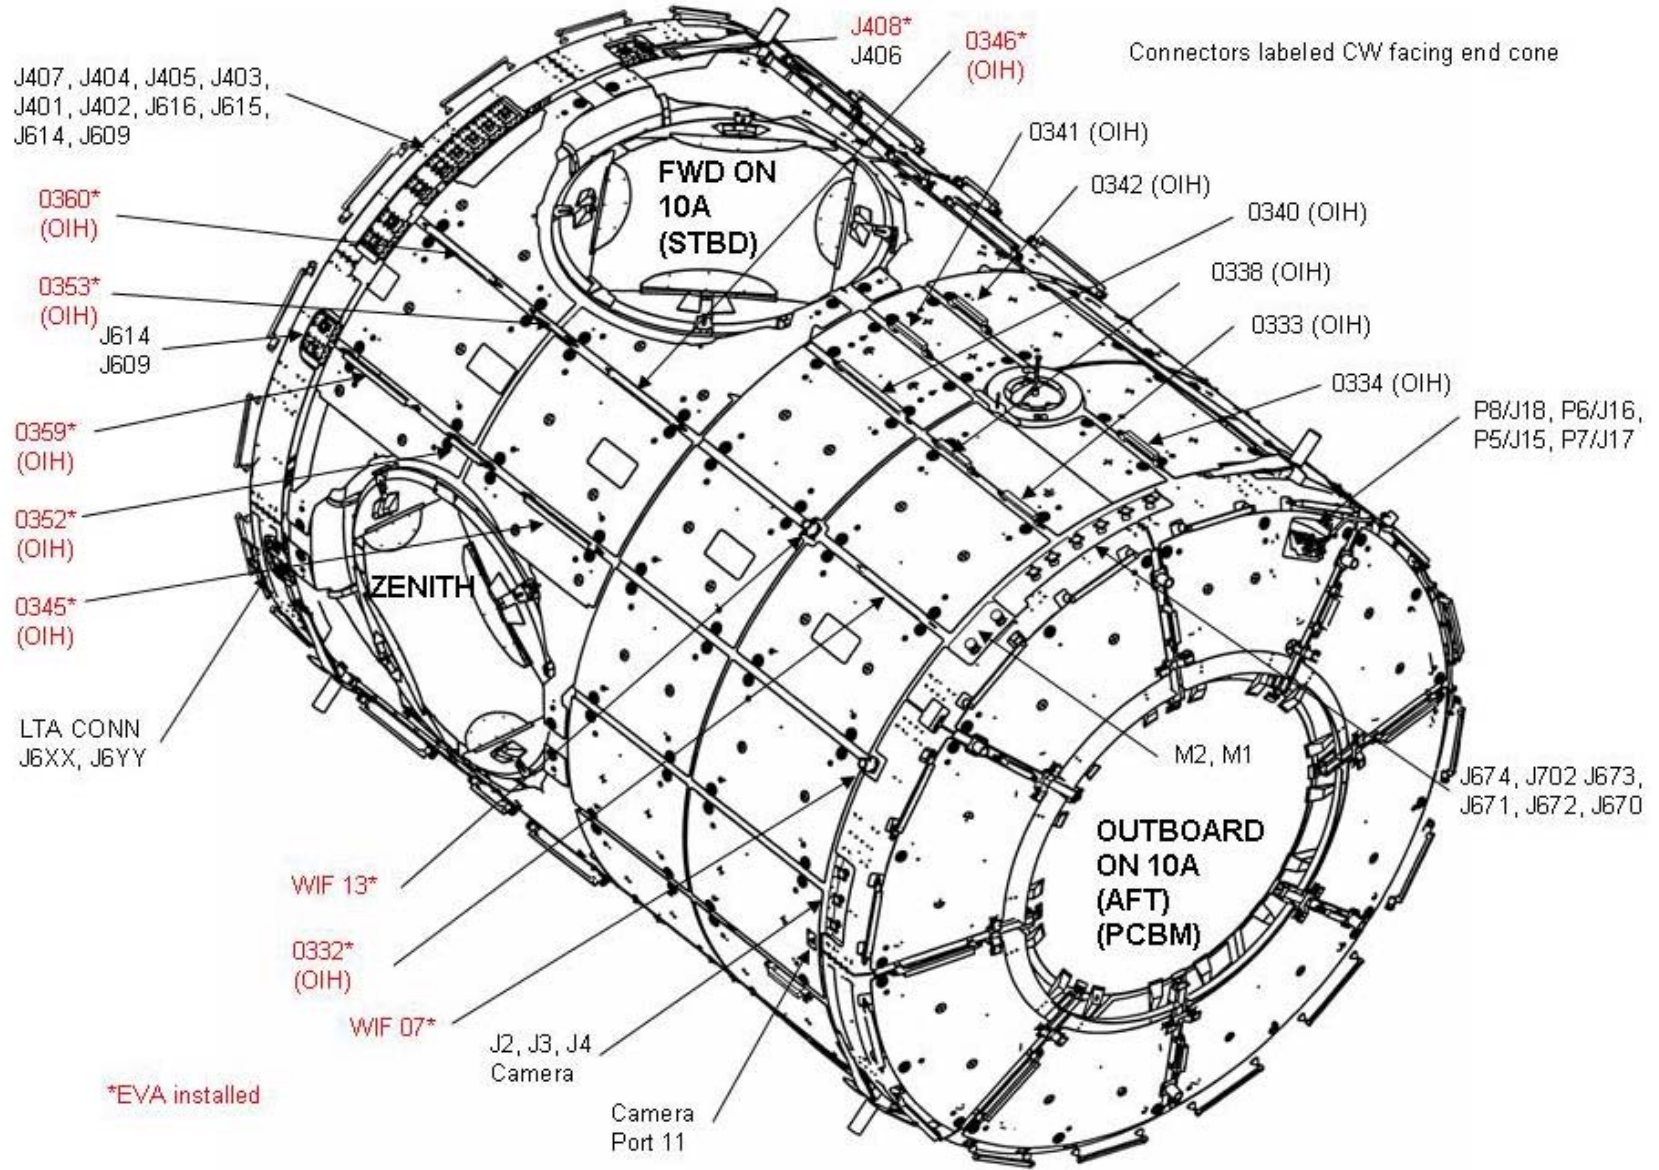 J408*
J406
0346*
(OIH)
Connectors labeled CW facing end cone
J407, J404, J405, J403,
J401, J402, J616, J615,
J614, J609
0341 (OIH)
FWD ON
10A
(STBD)
0342 (OIH)
0360*
(OIH)
0340 (OIH)
0338 (OIH)
0353*
(OIH)
J614
J609
0333 (OIH)
0334 (OIH)
P8/J18, P6/J16,
P5/J15, P7/J17
0359*
(OIH)
0352*
(OIH)
ZENITH
0345*
(OIH)
LTA CONN
J6XX, J6YY
M2, M1
J674, J702 J673,
J671, J672, J670
OUTBOARD
ON 10A
(AFT)
(PCBM)
WIF 13*
0332*
(OIH)
WIF 07*
J2, J3, J4
Camera
*EVA installed
Camera
Port 11